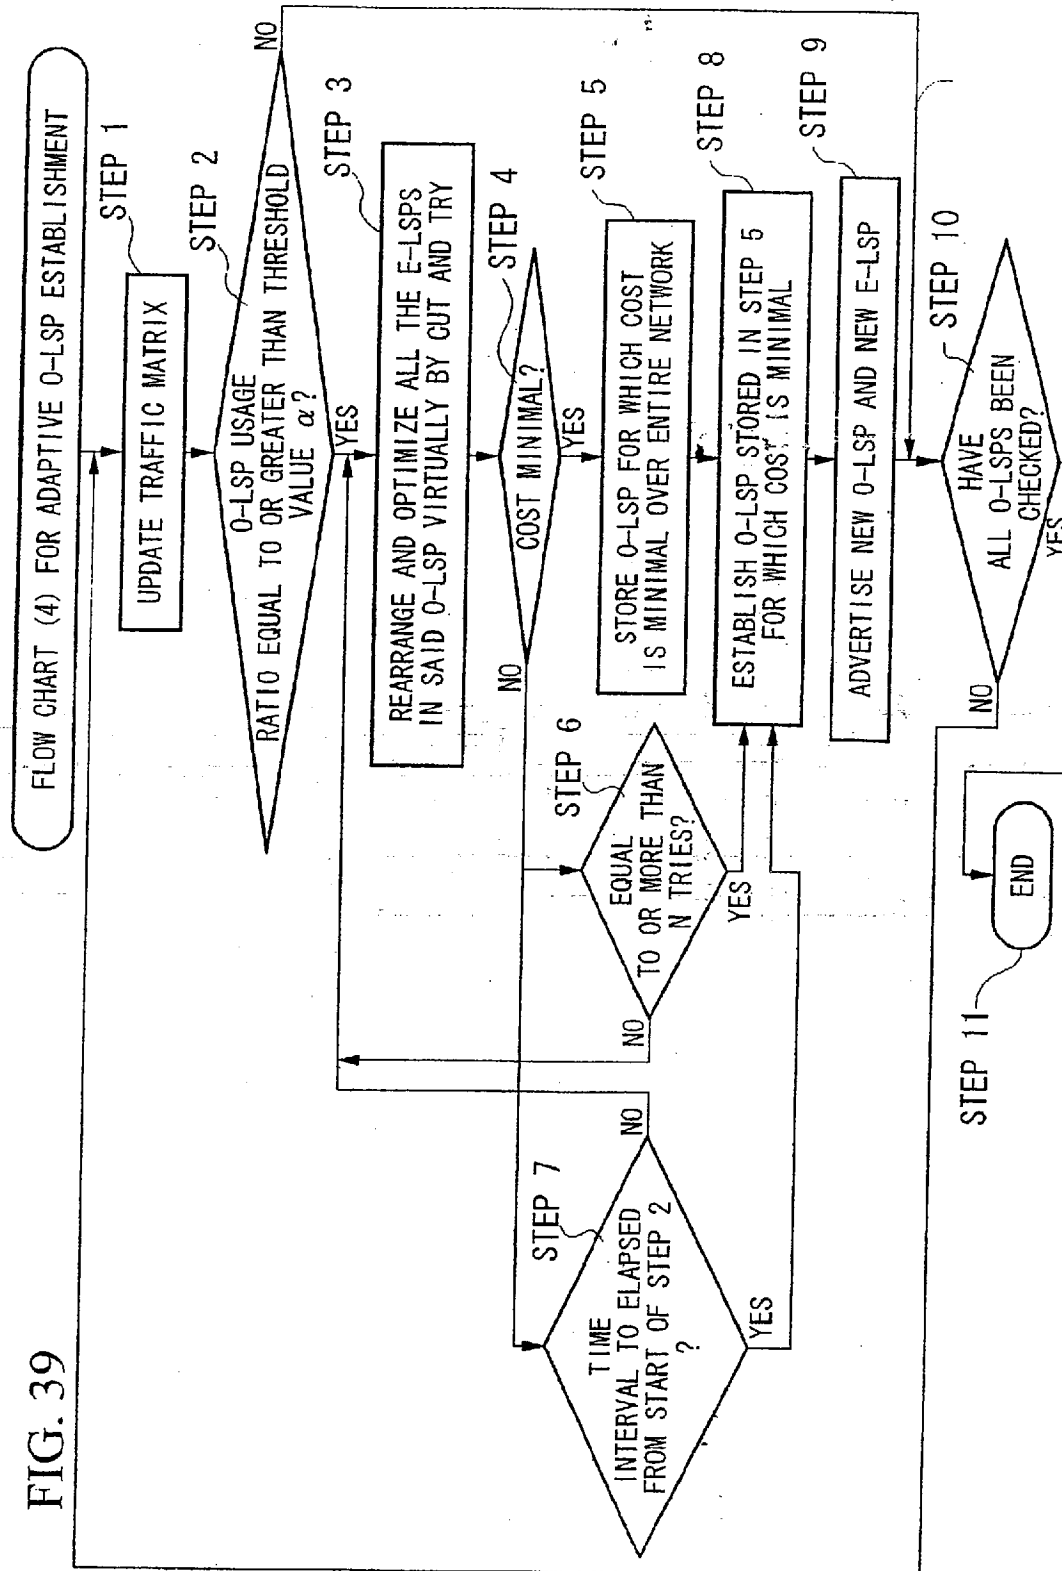 FIG. 39
FLOW CHART (4) FOR ADAPTIVE O-LSP ESTABLISHMENT
STEP 1
UPDATE TRAFFIC MATRIX
STEP 2
O-LSP USAGE
RATIO EQUAL TO OR GREATER THAN THRESHOLD
VALUE α?
NO
YES
STEP 3
REARRANGE AND OPTIMIZE ALL THE E-LSPS
IN SAID O-LSP VIRTUALLY BY CUT AND TRY
STEP 4
COST MINIMAL?
NO
YES
STEP 5
STORE O-LSP FOR WHICH COST
IS MINIMAL OVER ENTIRE NETWORK
STEP 6
EQUAL
TO OR MORE THAN
N TRIES?
NO
YES
STEP 7
TIME
INTERVAL TO ELAPSED
FROM START OF STEP 2
?
NO
YES
STEP 8
ESTABLISH O-LSP STORED IN STEP 5
FOR WHICH COST IS MINIMAL
STEP 9
ADVERTISE NEW O-LSP AND NEW E-LSP
STEP 10
HAVE
ALL O-LSPS BEEN
CHECKED?
NO
YES
STEP 11
END